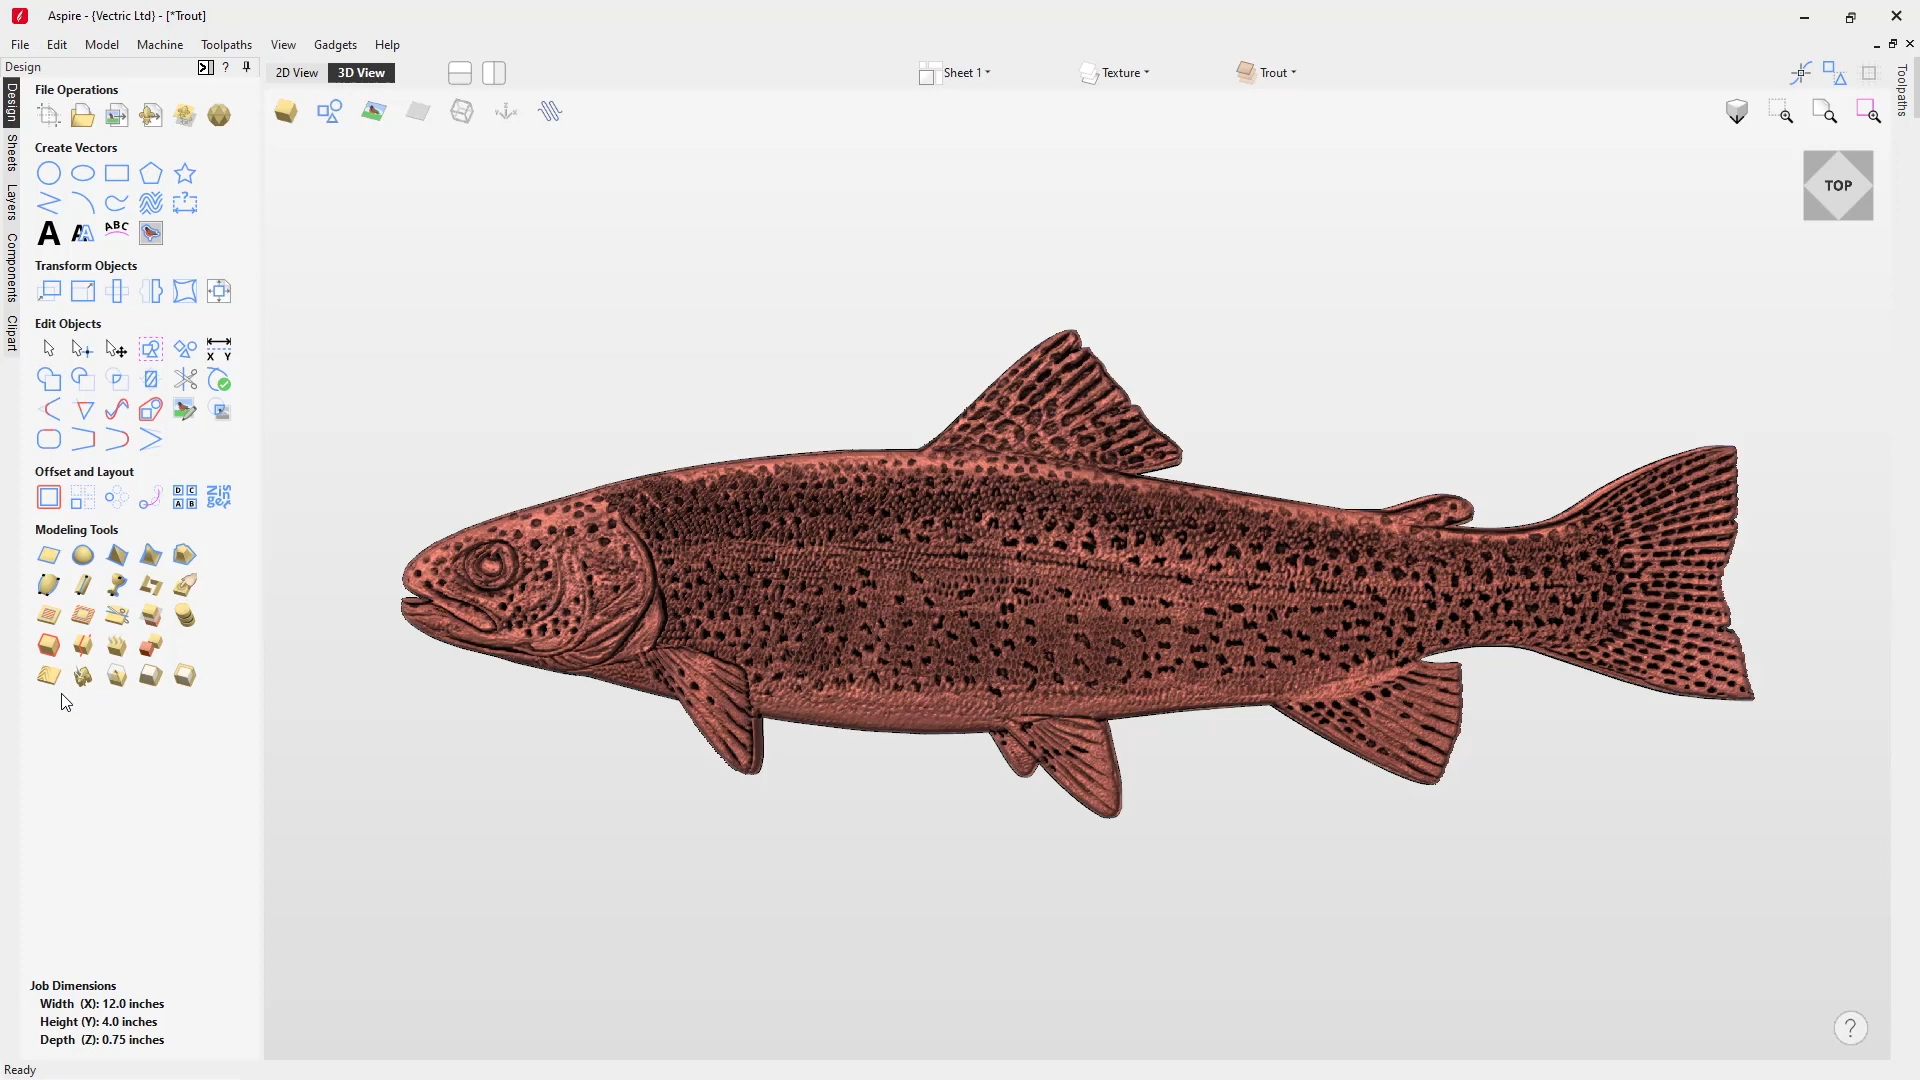 Aspire - {Vectric Ltd} - [*Trout]
File Edit Model Machine Toolpaths View Gadgets Help
Design ?
2D View 3D View Sheet 1 Texture Trout
Design
Sheets
Layers
Components
Clipart
Toolpaths
File Operations
Create Vectors
A A ABC
Transform Objects
Edit Objects
X Y
Offset and Layout
D C
A B
Modeling Tools
TOP
Job Dimensions
Width (X): 12.0 inches
Height (Y): 4.0 inches
Depth (Z): 0.75 inches
?
Ready